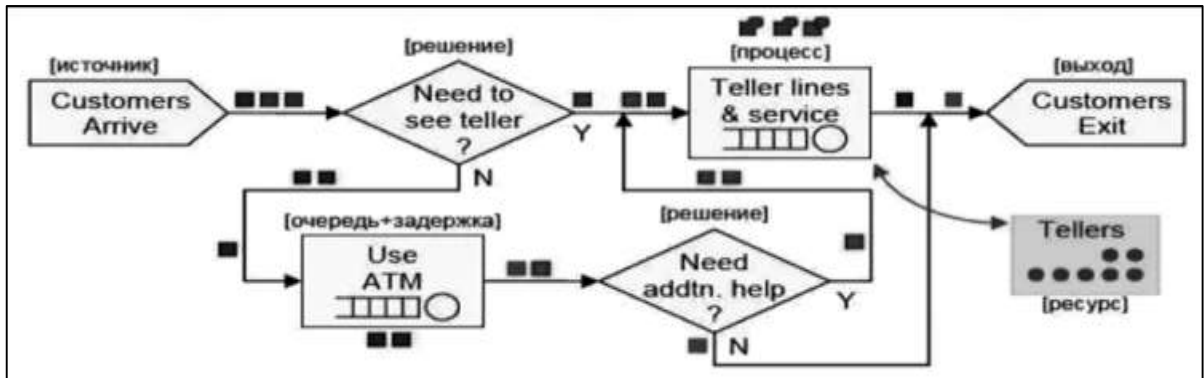 [источник]
Customers
Arrive
[решение]
Need to
see teller
?
Y
N
[процесс]
Teller lines
& service
[выход]
Customers
Exit
[очередь+задержка]
Use
ATM
[решение]
Need
addtn. help
?
Y
N
Tellers
[ресурс]